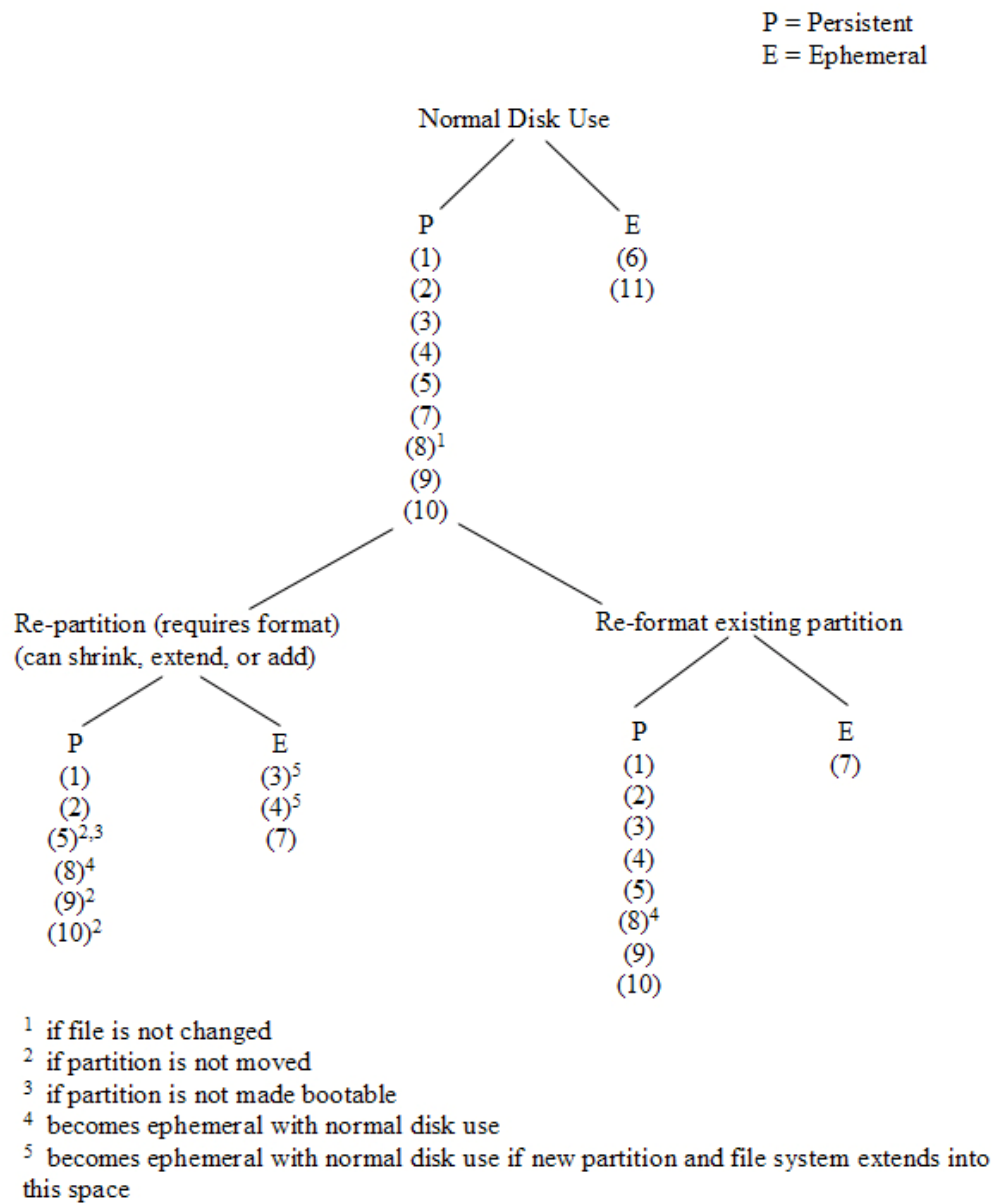 P = Persistent
E = Ephemeral
Normal Disk Use
P
(1)
(2)
(3)
(4)
(5)
(7)
(8)¹
(9)
(10)
E
(6)
(11)
Re-partition (requires format)
(can shrink, extend, or add)
P
(1)
(2)
(5)²,³
(8)⁴
(9)²
(10)²
E
(3)⁵
(4)⁵
(7)
Re-format existing partition
P
(1)
(2)
(3)
(4)
(5)
(8)⁴
(9)
(10)
E
(7)
¹ if file is not changed
² if partition is not moved
³ if partition is not made bootable
⁴ becomes ephemeral with normal disk use
⁵ becomes ephemeral with normal disk use if new partition and file system extends into
this space